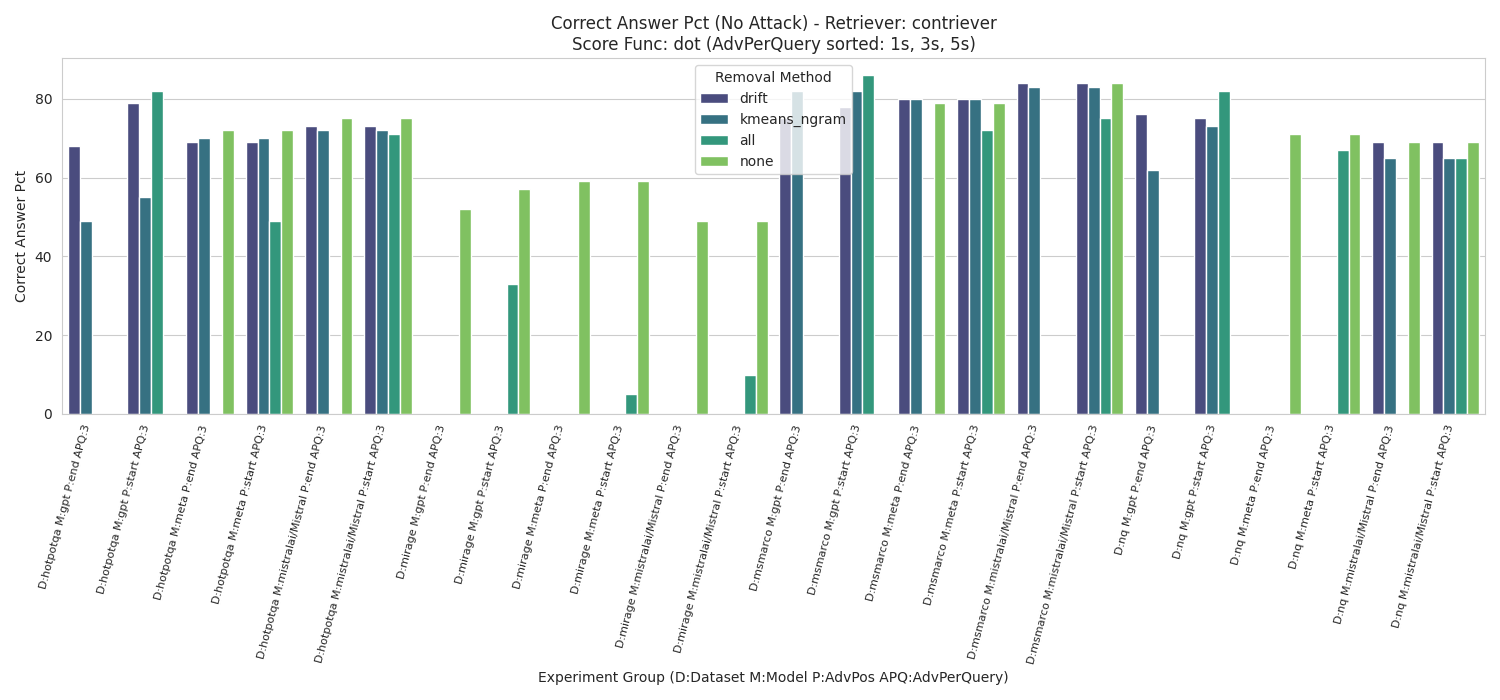 Correct Answer Pct (No Attack) - Retriever: contriever
Score Func: dot (AdvPerQuery sorted: 1s, 3s, 5s)
Removal Method
drift
kmeans_ngram
all
none
Correct Answer Pct
80
60
40
20
0
D:hotpotqa M:gpt P:end APQ:3
D:hotpotqa M:gpt P:start APQ:3
D:hotpotqa M:meta P:end APQ:3
D:hotpotqa M:meta P:start APQ:3
D:hotpotqa M:mistralai/Mistral P:end APQ:3
D:hotpotqa M:mistralai/Mistral P:start APQ:3
D:mirage M:gpt P:end APQ:3
D:mirage M:gpt P:start APQ:3
D:mirage M:meta P:end APQ:3
D:mirage M:meta P:start APQ:3
D:mirage M:mistralai/Mistral P:end APQ:3
D:mirage M:mistralai/Mistral P:start APQ:3
D:msmarco M:gpt P:end APQ:3
D:msmarco M:gpt P:start APQ:3
D:msmarco M:meta P:end APQ:3
D:msmarco M:meta P:start APQ:3
D:msmarco M:mistralai/Mistral P:end APQ:3
D:msmarco M:mistralai/Mistral P:start APQ:3
D:nq M:gpt P:end APQ:3
D:nq M:gpt P:start APQ:3
D:nq M:meta P:end APQ:3
D:nq M:meta P:start APQ:3
D:nq M:mistralai/Mistral P:end APQ:3
D:nq M:mistralai/Mistral P:start APQ:3
Experiment Group (D:Dataset M:Model P:AdvPos APQ:AdvPerQuery)